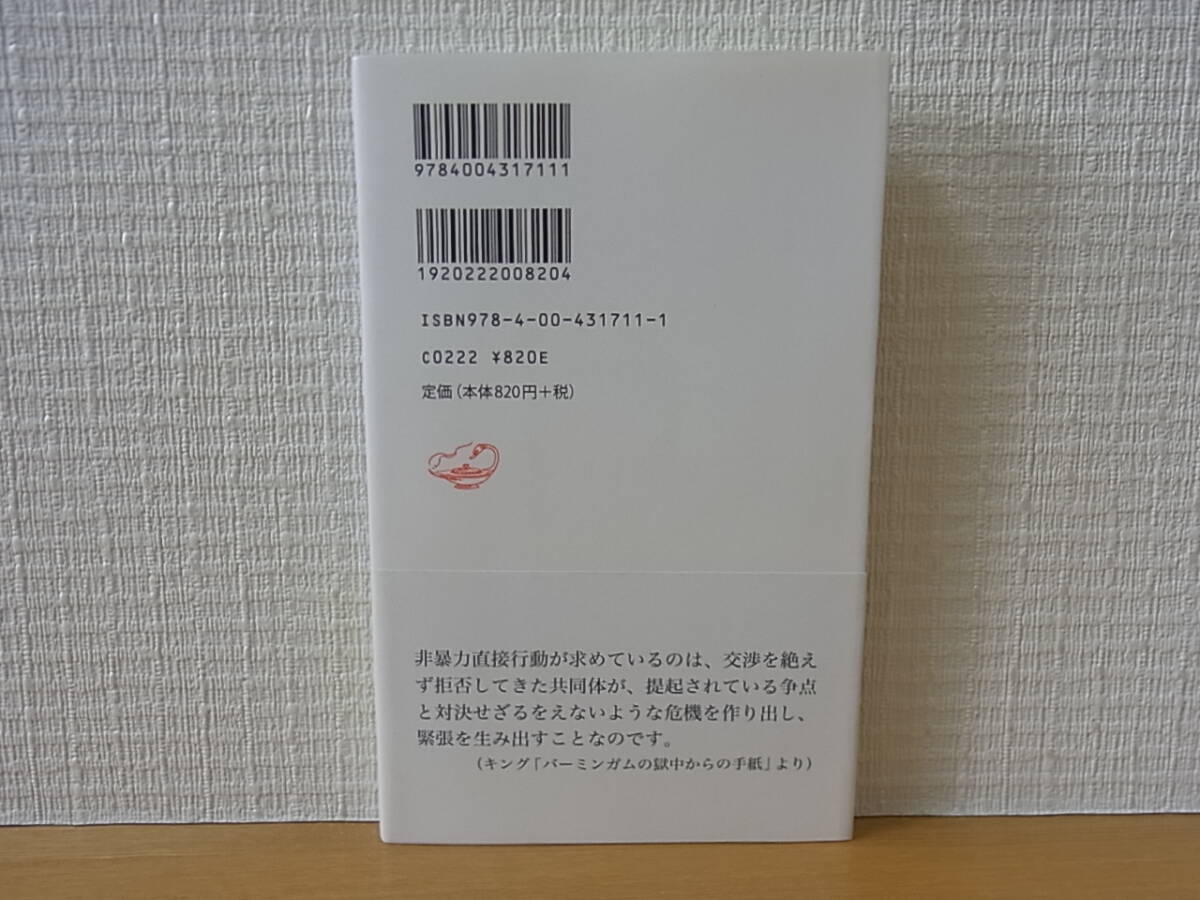 9784004317111
1920222008204
ISBN978-4-00-431711-1
C0222 ¥820E
定価（本体820円＋税）
非暴力直接行動が求めているのは、交渉を絶え
ず拒否してきた共同体が、提起されている争点
と対決せざるをえないような危機を作り出し、
緊張を生み出すことなのです。
（キング「バーミンガムの獄中からの手紙」より）